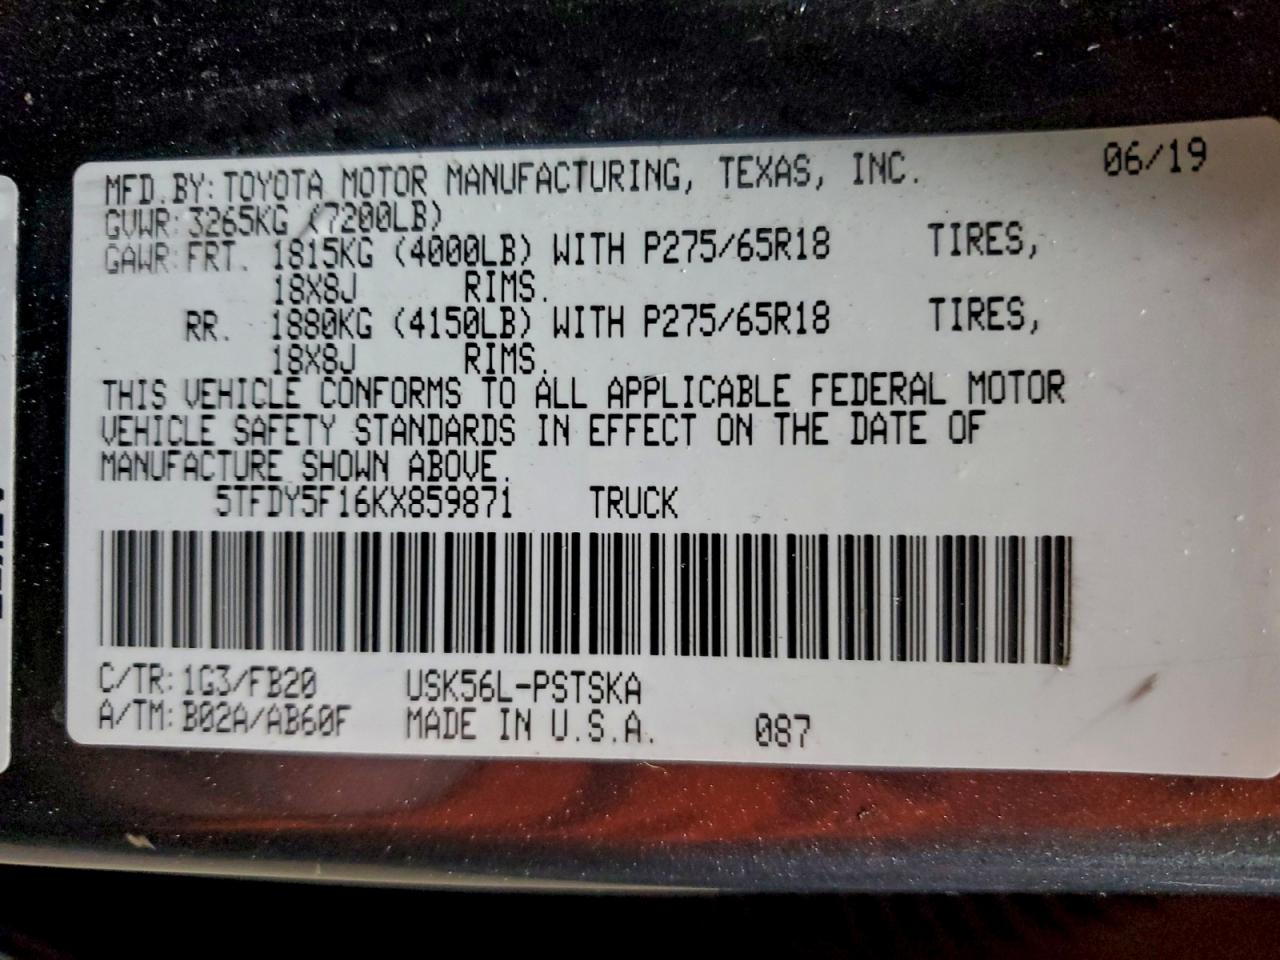 MFD.BY: TOYOTA MOTOR MANUFACTURING, TEXAS, INC. 06/19
GVWR: 3265KG (7200LB)
GAWR: FRT. 1815KG (4000LB) WITH P275/65R18 TIRES,
18X8J RIMS.
RR. 1880KG (4150LB) WITH P275/65R18 TIRES,
18X8J RIMS.
THIS VEHICLE CONFORMS TO ALL APPLICABLE FEDERAL MOTOR
VEHICLE SAFETY STANDARDS IN EFFECT ON THE DATE OF
MANUFACTURE SHOWN ABOVE.
5TFDY5F16KX859871 TRUCK
C/TR: 1G3/FB20 USK56L-PSTSKA
A/TM: B02A/AB60F MADE IN U.S.A. 087